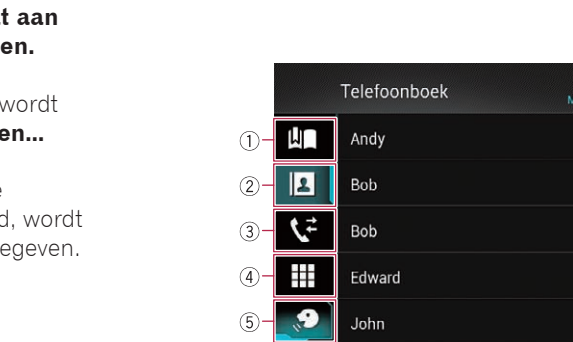 t aan
en.
wordt
en...
e
d, wordt
egeven.
Telefoonboek
M
① Andy
② Bob
③ Bob
④ Edward
⑤ John